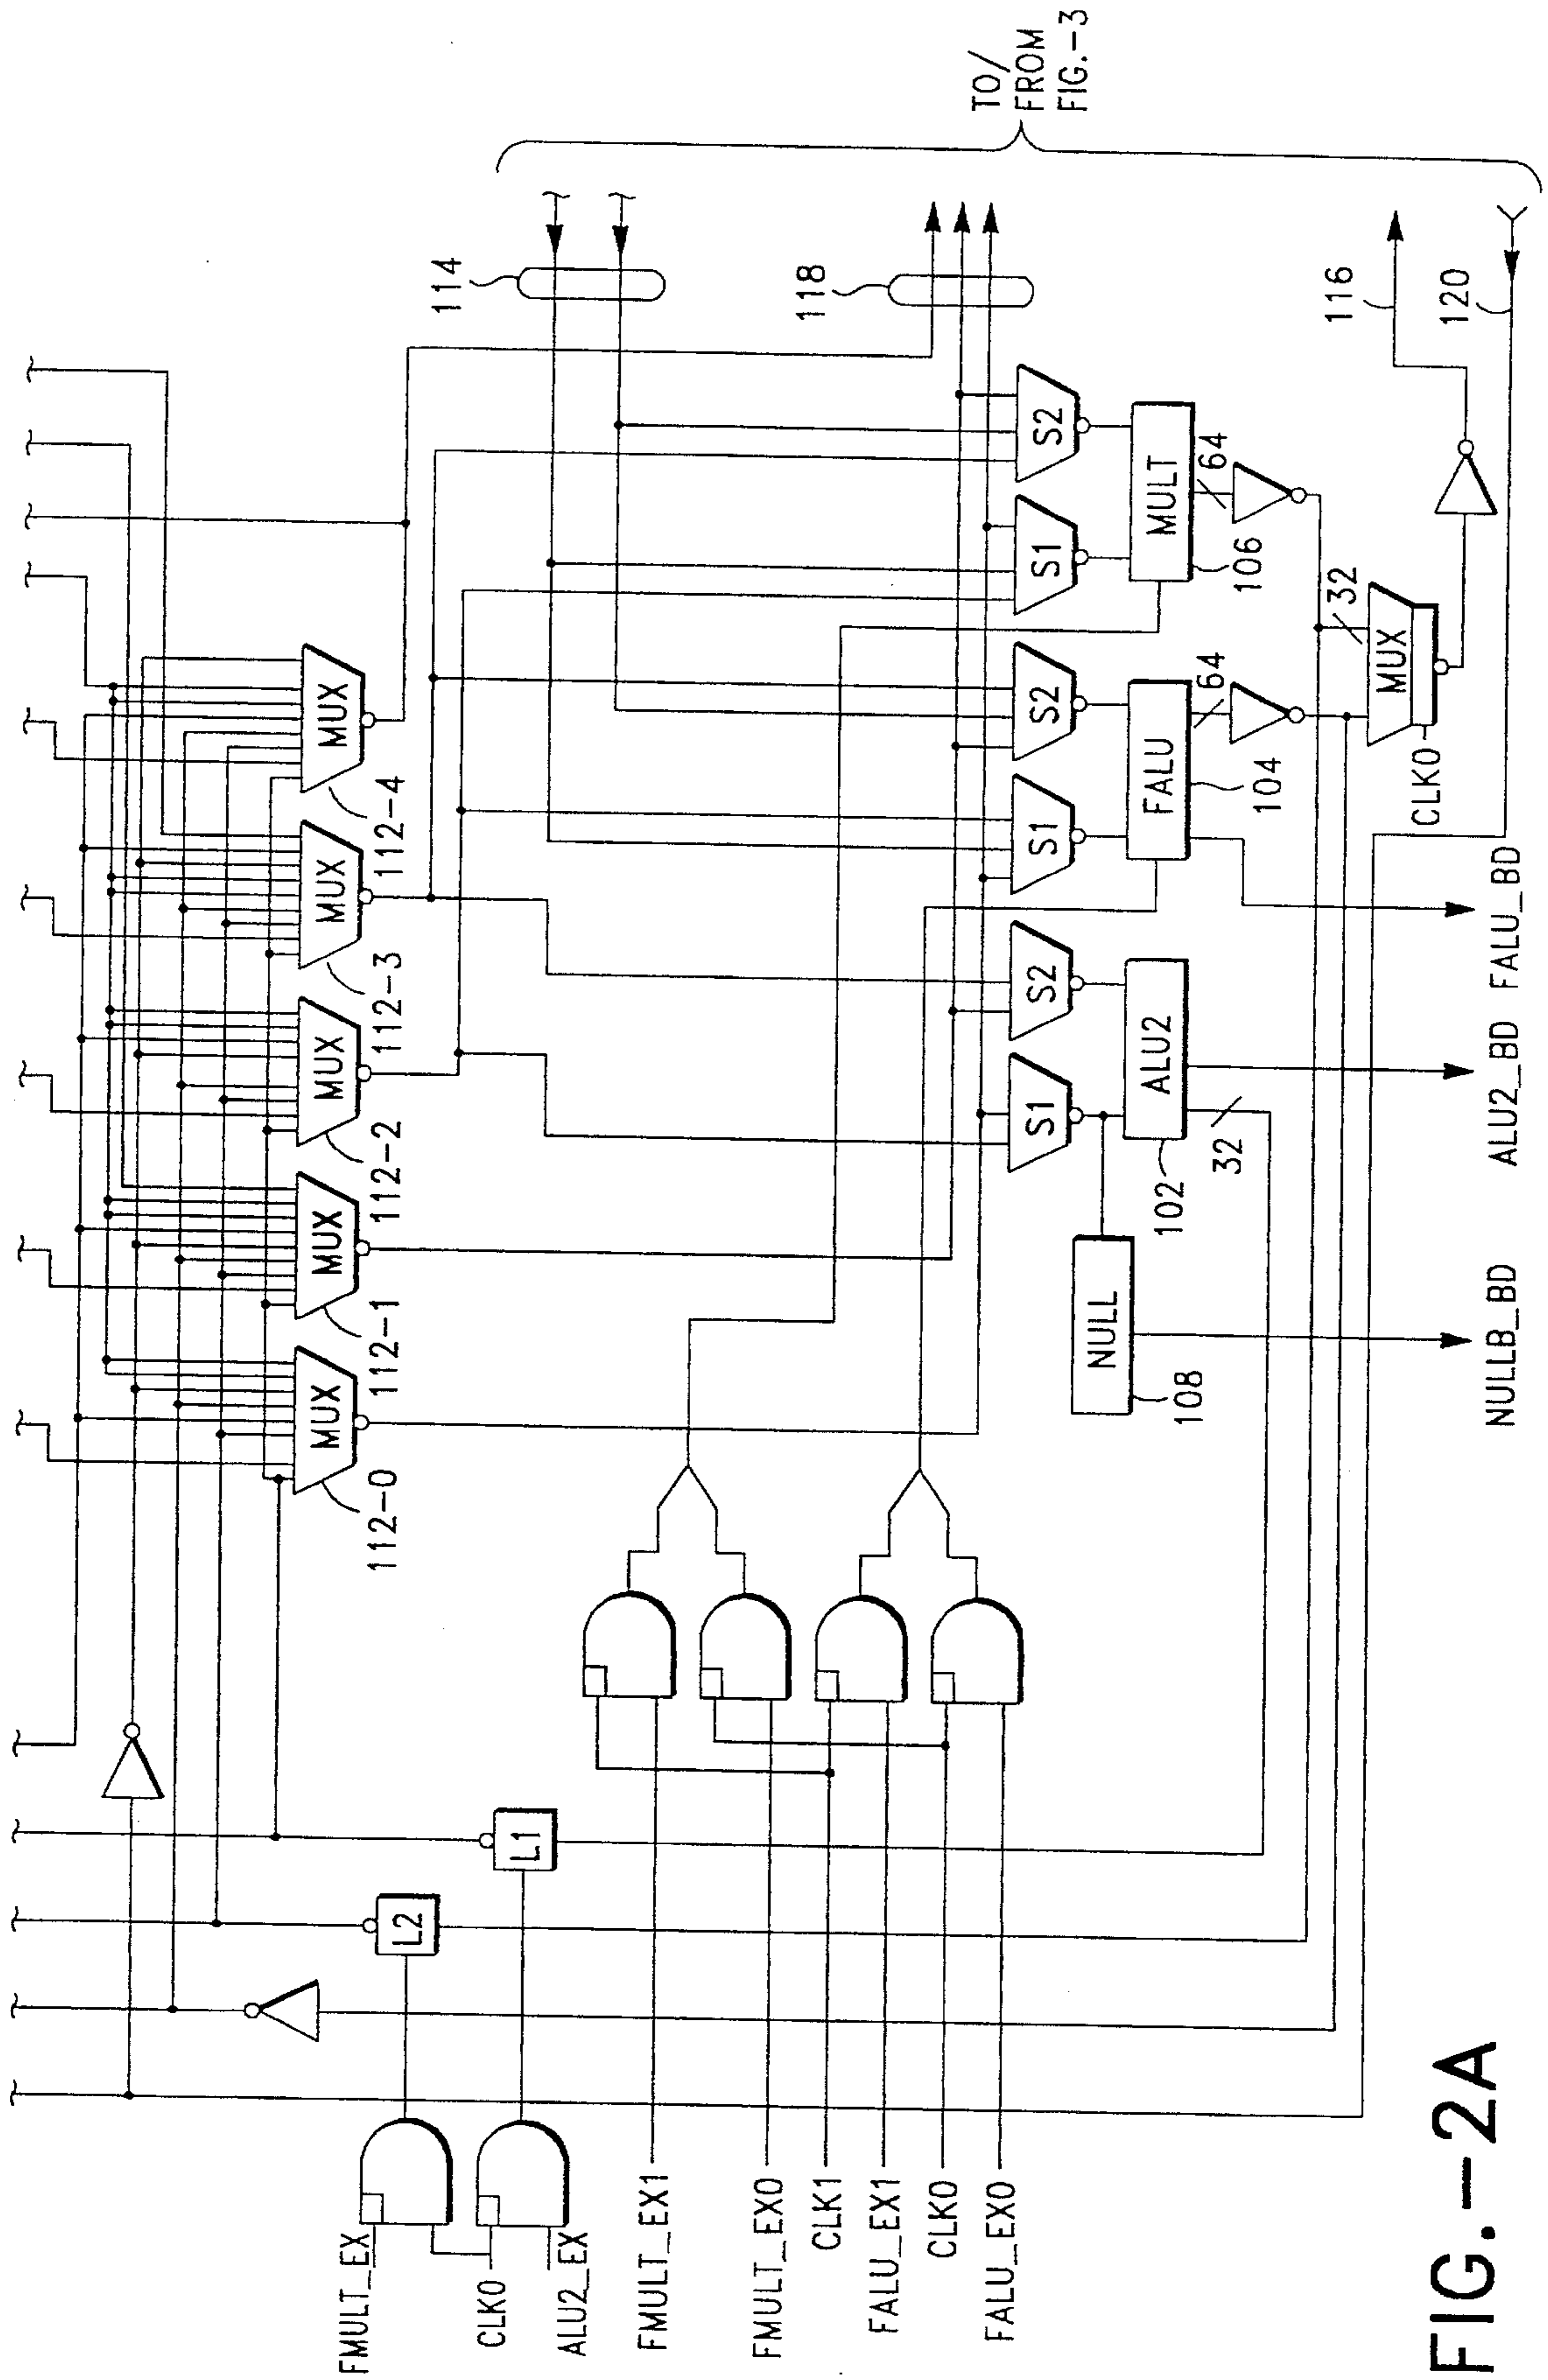 TO/
FROM
FIG.-3
114
118
116
120
MUX
MUX
MUX
MUX
MUX
112-0
112-1
112-2
112-3
112-4
S1
S2
S1
S2
S1
S2
NULL
108
ALU2
102
32
FALU
104
64
MULT
106
64
32
MUX
CLK0
L2
L1
FMULT_EX
CLK0
ALU2_EX
FMULT_EX1
FMULT_EX0
CLK1
FALU_EX1
CLK0
FALU_EX0
NULLB_BD
ALU2_BD
FALU_BD
FIG.-2A